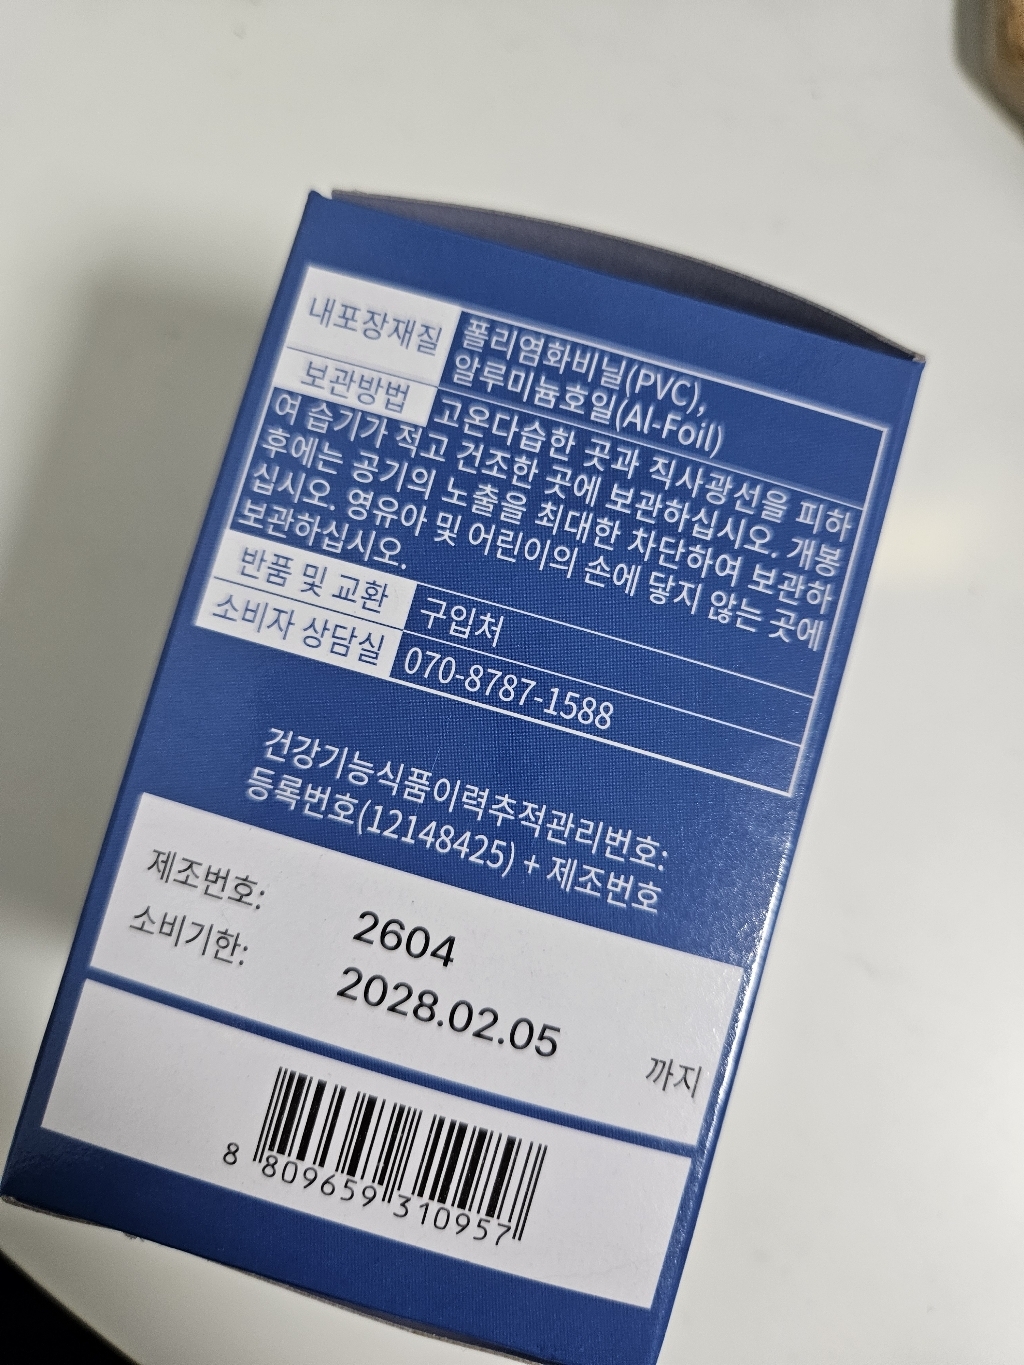 내포장재질 폴리염화비닐(PVC),
알루미늄호일(Al-Foil)
보관방법 고온다습한 곳과 직사광선을 피하
여 습기가 적고 건조한 곳에 보관하십시오. 개봉
후에는 공기의 노출을 최대한 차단하여 보관하
십시오. 영유아 및 어린이의 손에 닿지 않는 곳에
보관하십시오.
반품 및 교환 구입처
소비자 상담실 070-8787-1588
건강기능식품이력추적관리번호:
등록번호(12148425) + 제조번호
제조번호: 2604
소비기한: 2028.02.05 까지
8 809659 310957